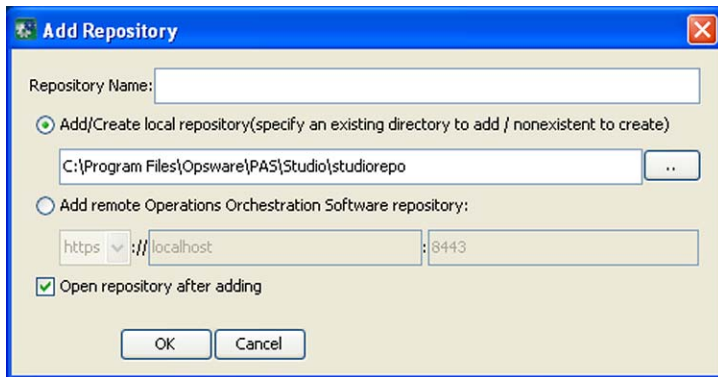 Add Repository
Repository Name:
Add/Create local repository(specify an existing directory to add / nonexistent to create)
C:\Program Files\Opsware\PAS\Studio\studiorepo
..
Add remote Operations Orchestration Software repository:
https :// localhost : 8443
Open repository after adding
OK Cancel